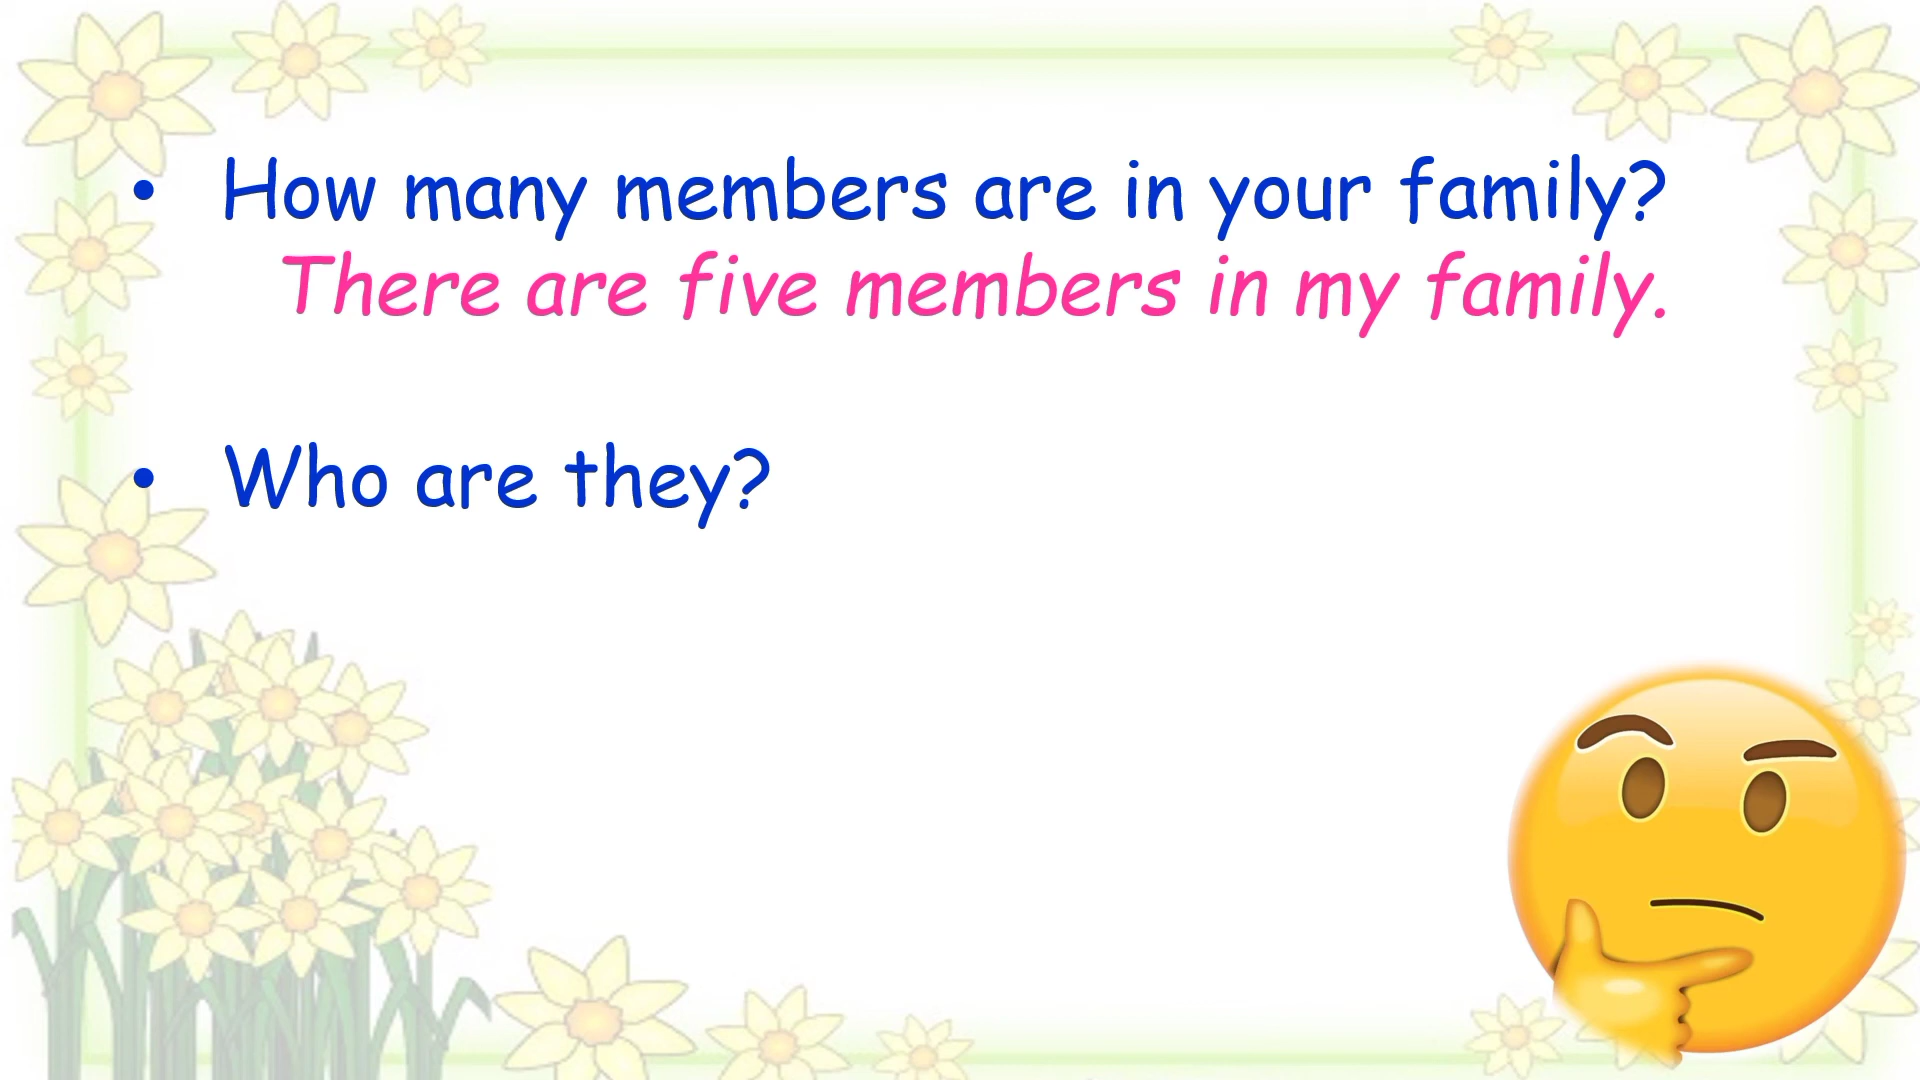 • How many members are in your family?
There are five members in my family.
• Who are they?